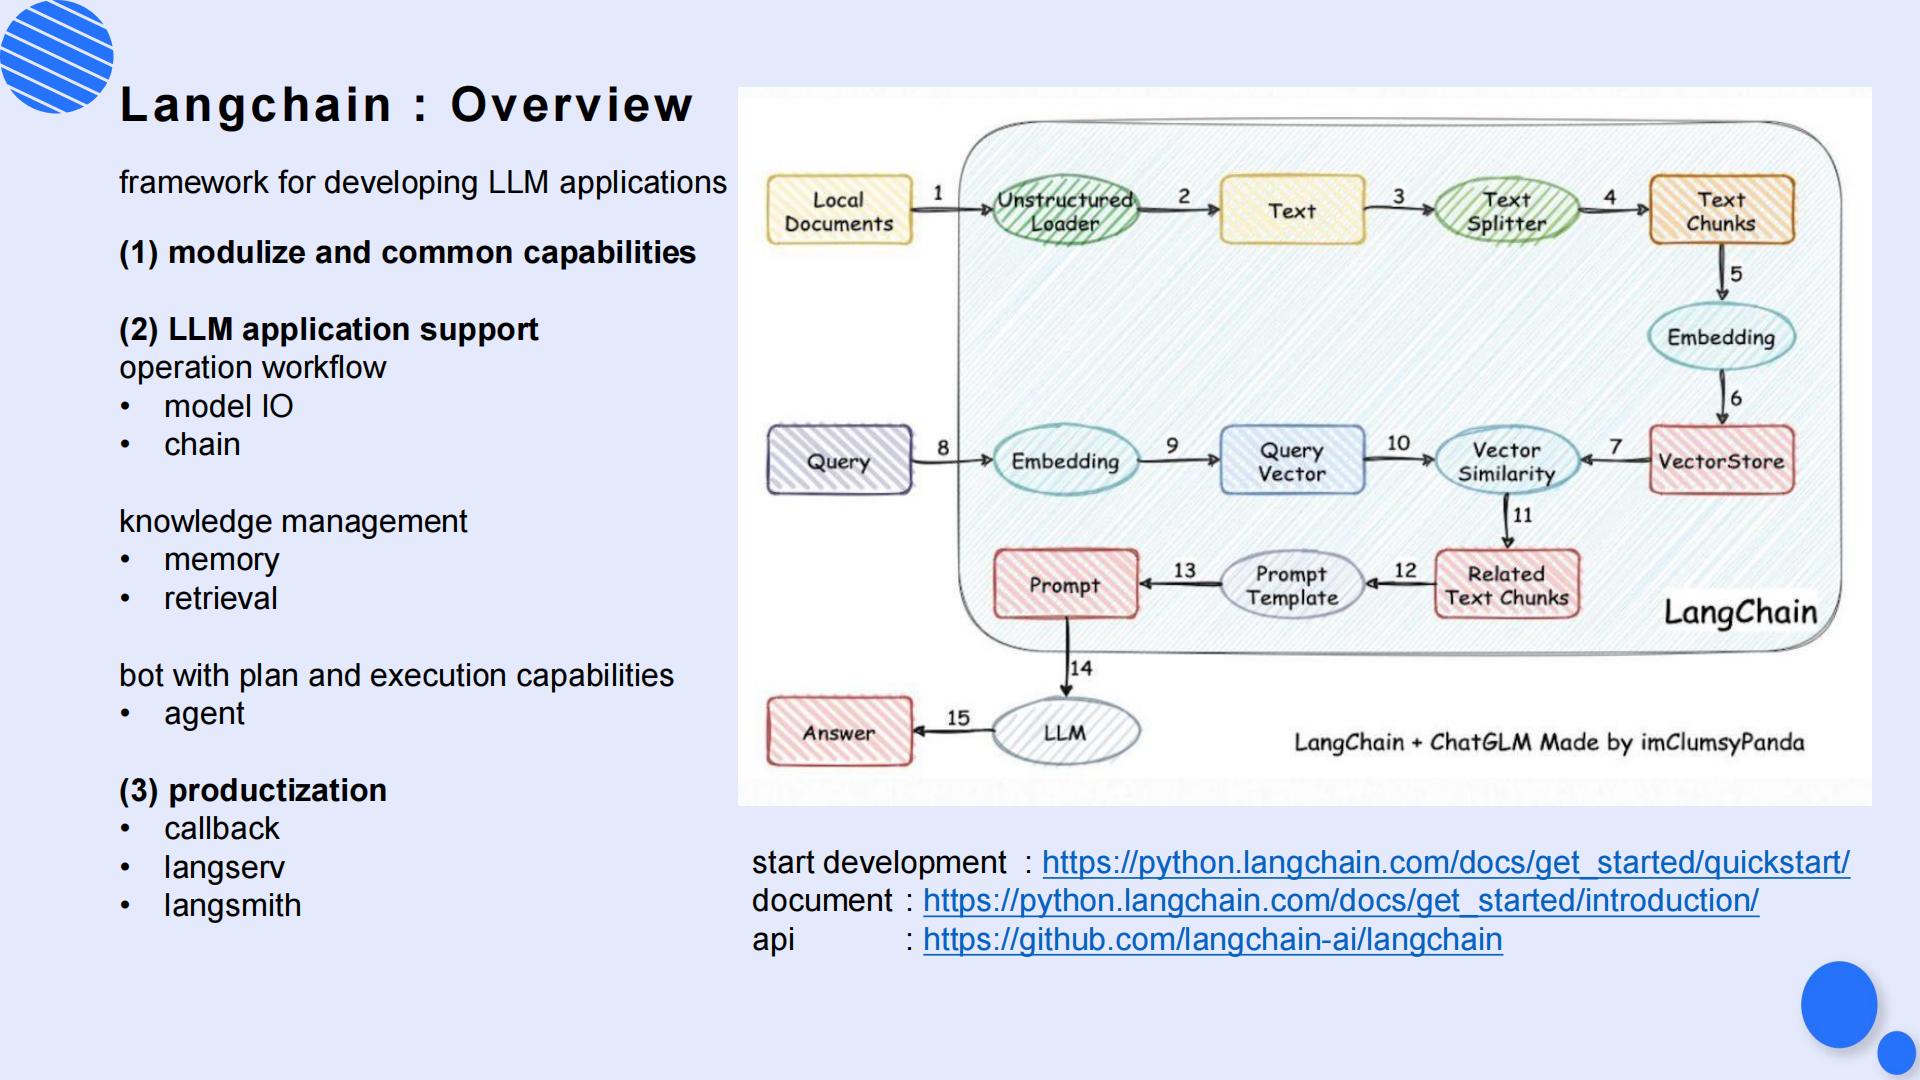 Langchain : Overview
framework for developing LLM applications
(1) modulize and common capabilities
(2) LLM application support
operation workflow
• model IO
• chain
knowledge management
• memory
• retrieval
bot with plan and execution capabilities
• agent
(3) productization
• callback
• langserv
• langsmith
Local
Documents
1
Unstructured
Loader
2
Text
3
Text
Splitter
4
Text
Chunks
5
Embedding
6
Query
8
Embedding
9
Query
Vector
10
Vector
Similarity
7
VectorStore
11
Prompt
13
Prompt
Template
12
Related
Text Chunks
LangChain
14
Answer
15
LLM
LangChain + ChatGLM Made by imClumsyPanda
start development : https://python.langchain.com/docs/get_started/quickstart/
document : https://python.langchain.com/docs/get_started/introduction/
api : https://github.com/langchain-ai/langchain